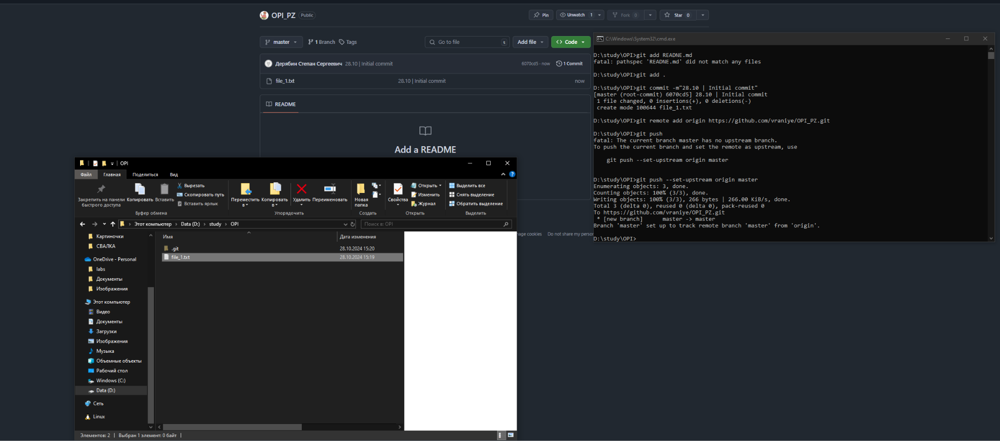 OPI_PZ Public
Pin
Unwatch 1
Fork 0
Star 0
master
1 Branch
Tags
Go to file
t
Add file
Code
Дерябин Степан Сергеевич 28.10 | Initial commit
6070cd5 · now
1 Commit
file_1.txt
28.10 | Initial commit
now
README
Add a README
nage cookies
Do not share my person
C:\Windows\System32\cmd.exe
D:\study\OPI>git add READNE.md
fatal: pathspec 'READNE.md' did not match any files
D:\study\OPI>git add .
D:\study\OPI>git commit -m"28.10 | Initial commit"
[master (root-commit) 6070cd5] 28.10 | Initial commit
1 file changed, 0 insertions(+), 0 deletions(-)
create mode 100644 file_1.txt
D:\study\OPI>git remote add origin https://github.com/vraniye/OPI_PZ.git
D:\study\OPI>git push
fatal: The current branch master has no upstream branch.
To push the current branch and set the remote as upstream, use
git push --set-upstream origin master
D:\study\OPI>git push --set-upstream origin master
Enumerating objects: 3, done.
Counting objects: 100% (3/3), done.
Writing objects: 100% (3/3), 266 bytes | 266.00 KiB/s, done.
Total 3 (delta 0), reused 0 (delta 0), pack-reused 0
To https://github.com/vraniye/OPI_PZ.git
* [new branch]      master -> master
Branch 'master' set up to track remote branch 'master' from 'origin'.
D:\study\OPI>
OPI
Файл
Главная
Поделиться
Вид
Закрепить на панели быстрого доступа
Копировать
Вставить
Вырезать
Скопировать путь
Вставить ярлык
Буфер обмена
Переместить в
Копировать в
Удалить
Переименовать
Упорядочить
Новая папка
Создать
Свойства
Открыть
Изменить
Журнал
Открыть
Выделить все
Снять выделение
Обратить выделение
Выделить
Этот компьютер > Data (D:) > study > OPI
Поиск в: OPI
Картиночки
СВАЛКА
OneDrive - Personal
labs
Документы
Изображения
Этот компьютер
Видео
Документы
Загрузки
Изображения
Музыка
Объемные объекты
Рабочий стол
Windows (C:)
Data (D:)
Сеть
Linux
Имя
Дата изменения
.git
28.10.2024 15:20
file_1.txt
28.10.2024 15:19
Элементов: 2 | Выбран 1 элемент: 0 байт |